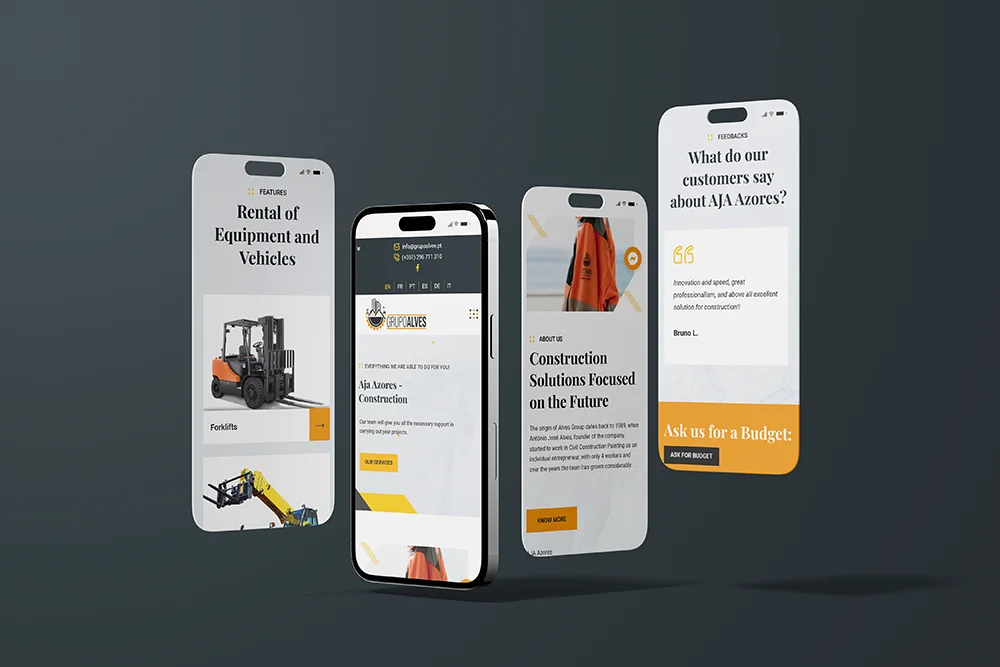 FEATURES
Rental of
Equipment and
Vehicles
Forklifts
info@grupoalves.pt
(+351) 296 711 310
f
EN FR PT ES DE IT
GRUPOALVES
EVERYTHING WE ARE ABLE TO DO FOR YOU!
Aja Azores -
Construction
Our team will give you all the necessary support in
carrying out your projects.
OUR SERVICES
ABOUT US
Construction
Solutions Focused
on the Future
The origin of Alves Group dates back to 1989, when
António José Alves, founder of the company,
started to work in Civil Construction Painting as an
individual entrepreneur, with only 4 workers and
over the years the team has grown considerably.
KNOW MORE
AJA Azores
FEEDBACKS
What do our
customers say
about AJA Azores?
Innovation and speed, great
professionalism, and above all excellent
solution for construction!!
Bruno L.
Ask us for a Budget:
ASK FOR BUDGET